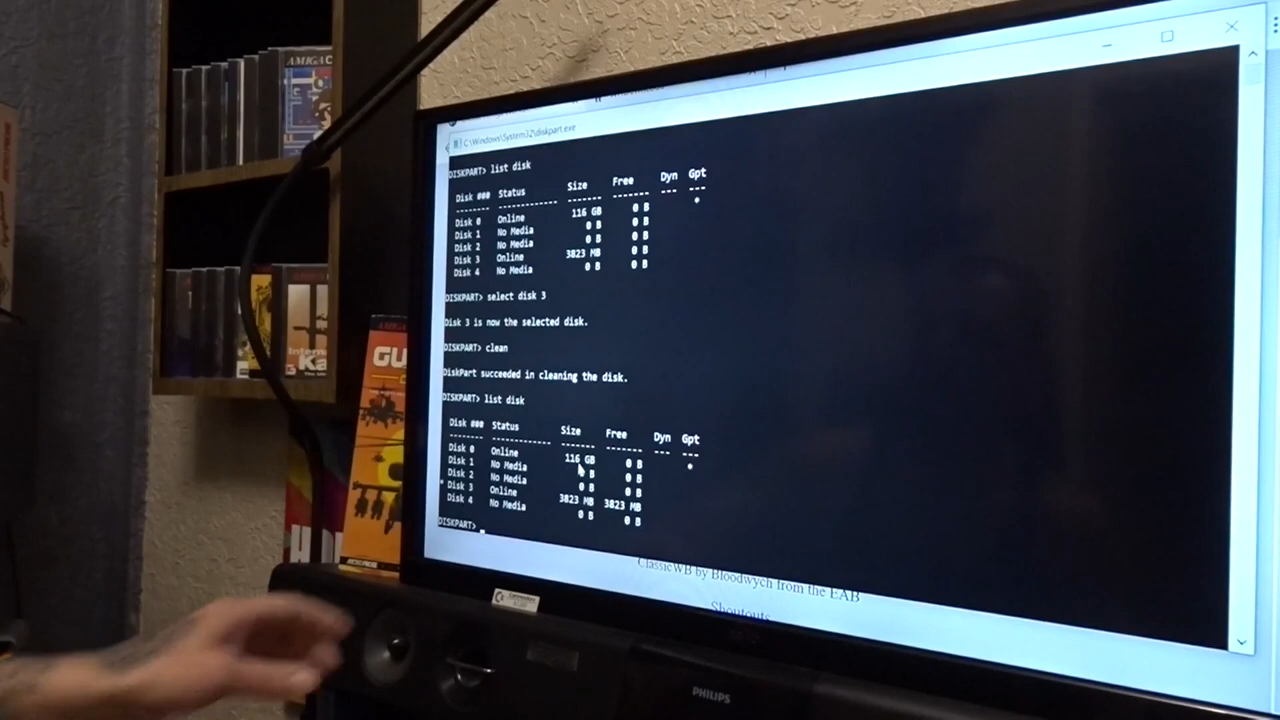 AMIGA C
C:\Windows\System32\diskpart.exe
DISKPART> list disk
Disk ### Status Size Free Dyn Gpt
-------- ------------- ------- ------- --- ---
Disk 0 Online 116 GB 0 B *
Disk 1 No Media 0 B 0 B
Disk 2 No Media 0 B 0 B
Disk 3 Online 3823 MB 0 B
Disk 4 No Media 0 B 0 B
DISKPART> select disk 3
Disk 3 is now the selected disk.
DISKPART> clean
DiskPart succeeded in cleaning the disk.
DISKPART> list disk
Disk ### Status Size Free Dyn Gpt
-------- ------------- ------- ------- --- ---
Disk 0 Online 116 GB 0 B *
Disk 1 No Media 0 B 0 B
Disk 2 No Media 0 B 0 B
* Disk 3 Online 3823 MB 3823 MB
Disk 4 No Media 0 B 0 B
DISKPART>
ClassicWB by Bloodwych from the EAB
Shoutouts
Interna
Ka
AMIGA
GU
MICROPROSE
PHILIPS